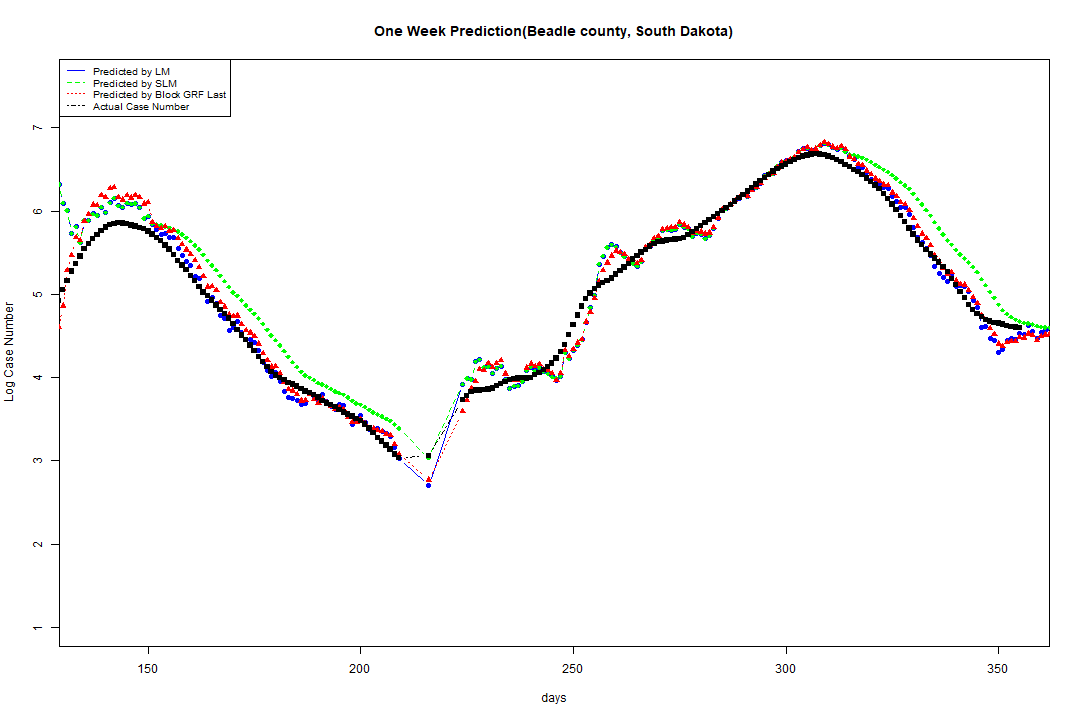 One Week Prediction(Beadle county, South Dakota)
Predicted by LM
Predicted by SLM
Predicted by Block GRF Last
Actual Case Number
Log Case Number
7
6
5
4
3
2
1
150 200 250 300 350
days